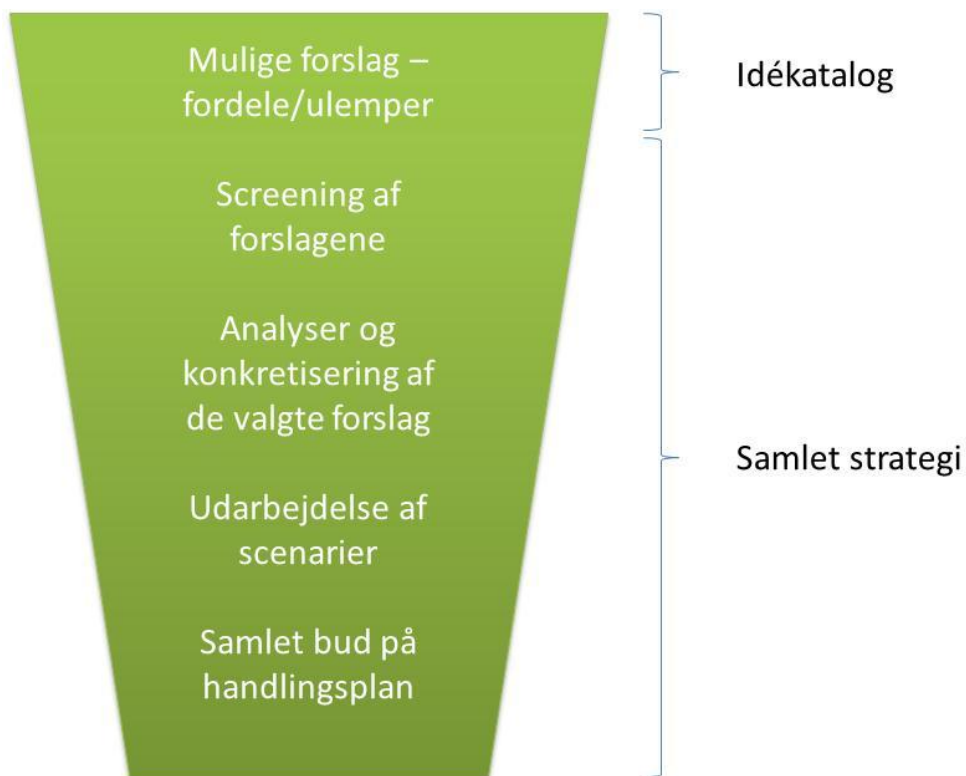 Mulige forslag –
fordele/ulemper
Idékatalog
Screening af
forslagene
Analyser og
konkretisering af
de valgte forslag
Samlet strategi
Udarbejdelse af
scenarier
Samlet bud på
handlingsplan